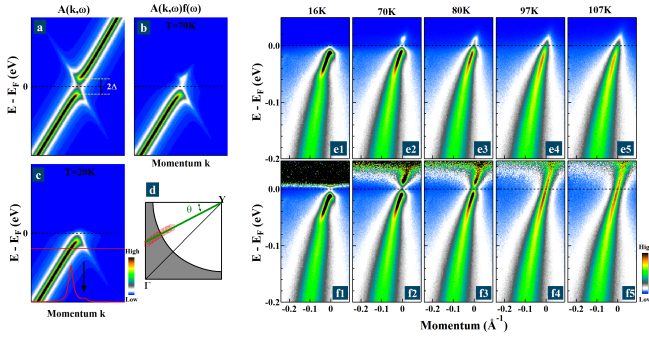 A(k,ω)
A(k,ω)f(ω)
a
b
T=70K
E - E_F (eV)
0
2Δ
Momentum k
c
T=20K
d
θ
Y
Γ
E - E_F (eV)
0
High
Low
Momentum k
16K
70K
80K
97K
107K
E - E_F (eV)
0.0
-0.1
-0.2
e1
e2
e3
e4
e5
E - E_F (eV)
0.0
-0.1
-0.2
f1
f2
f3
f4
f5
Hig
Low
-0.2 -0.1 0
-0.2 -0.1 0
-0.2 -0.1 0
-0.2 -0.1 0
-0.2 -0.1 0
Momentum (Å⁻¹)